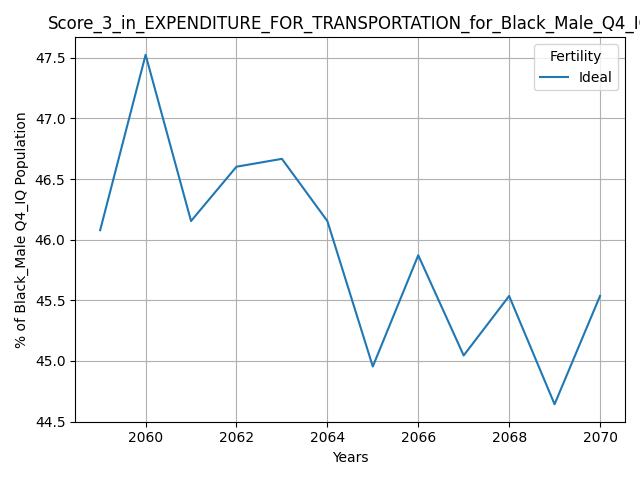 Score_3_in_EXPENDITURE_FOR_TRANSPORTATION_for_Black_Male_Q4_IQ
Fertility
Ideal
% of Black_Male Q4_IQ Population
47.5
47.0
46.5
46.0
45.5
45.0
44.5
2060
2062
2064
2066
2068
2070
Years